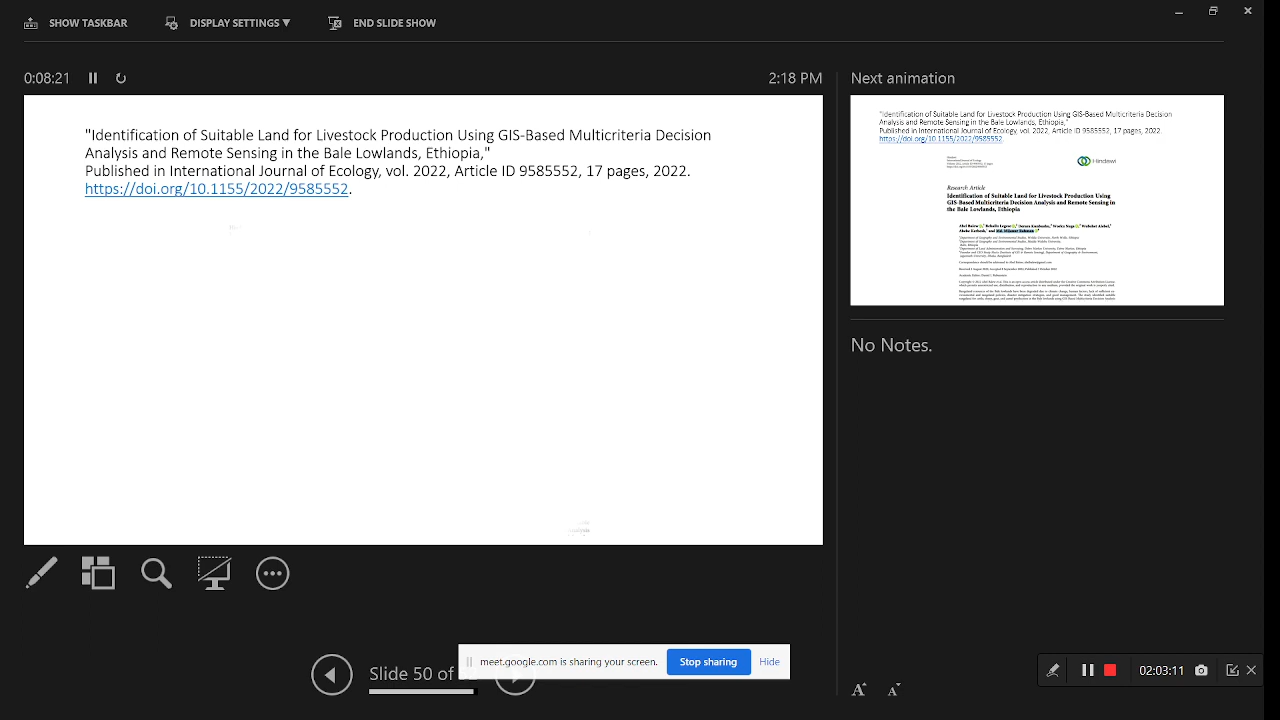 SHOW TASKBAR
DISPLAY SETTINGS ▼
END SLIDE SHOW
0:08:21
2:18 PM
Next animation
"Identification of Suitable Land for Livestock Production Using GIS-Based Multicriteria Decision
Analysis and Remote Sensing in the Bale Lowlands, Ethiopia,"
Published in International Journal of Ecology, vol. 2022, Article ID 9585552, 17 pages, 2022.
https://doi.org/10.1155/2022/9585552.
"Identification of Suitable Land for Livestock Production Using GIS-Based Multicriteria Decision
Analysis and Remote Sensing in the Bale Lowlands, Ethiopia,"
Published in International Journal of Ecology, vol. 2022, Article ID 9585552, 17 pages, 2022.
https://doi.org/10.1155/2022/9585552.
Hindawi
Research Article
Identification of Suitable Land for Livestock Production Using
GIS-Based Multicriteria Decision Analysis and Remote Sensing in
the Bale Lowlands, Ethiopia
No Notes.
Slide 50 of
meet.google.com is sharing your screen.
Stop sharing
Hide
02:03:11
A
A